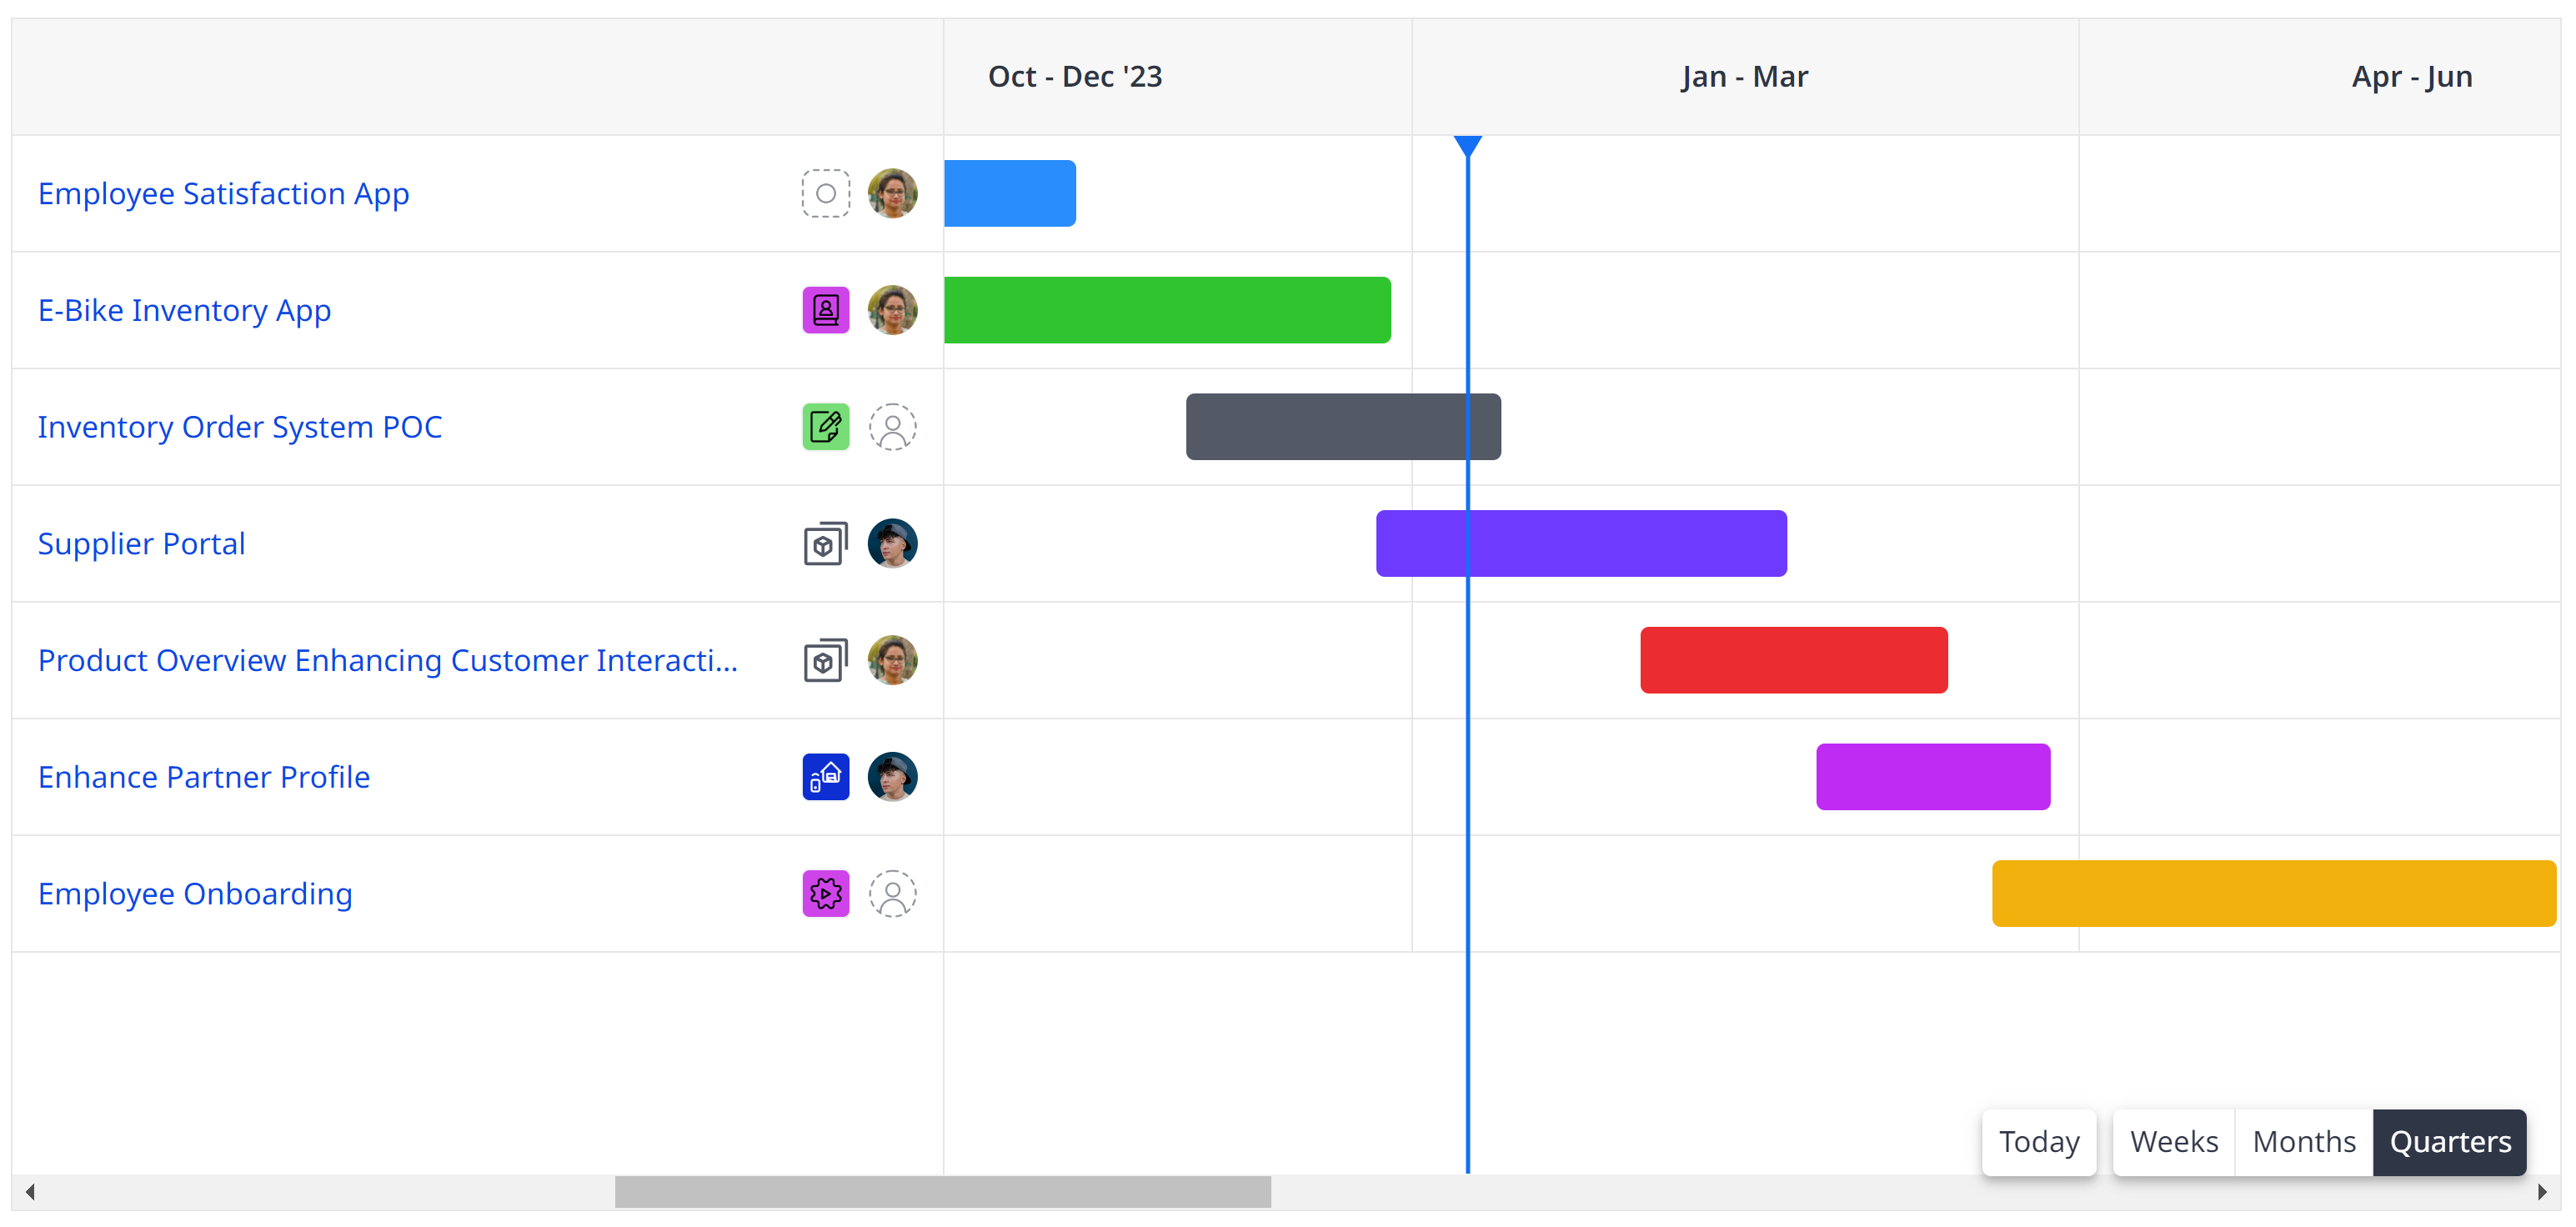 Oct - Dec '23
Jan - Mar
Apr - Jun
Employee Satisfaction App
E-Bike Inventory App
Inventory Order System POC
Supplier Portal
Product Overview Enhancing Customer Interacti...
Enhance Partner Profile
Employee Onboarding
Today
Weeks
Months
Quarters